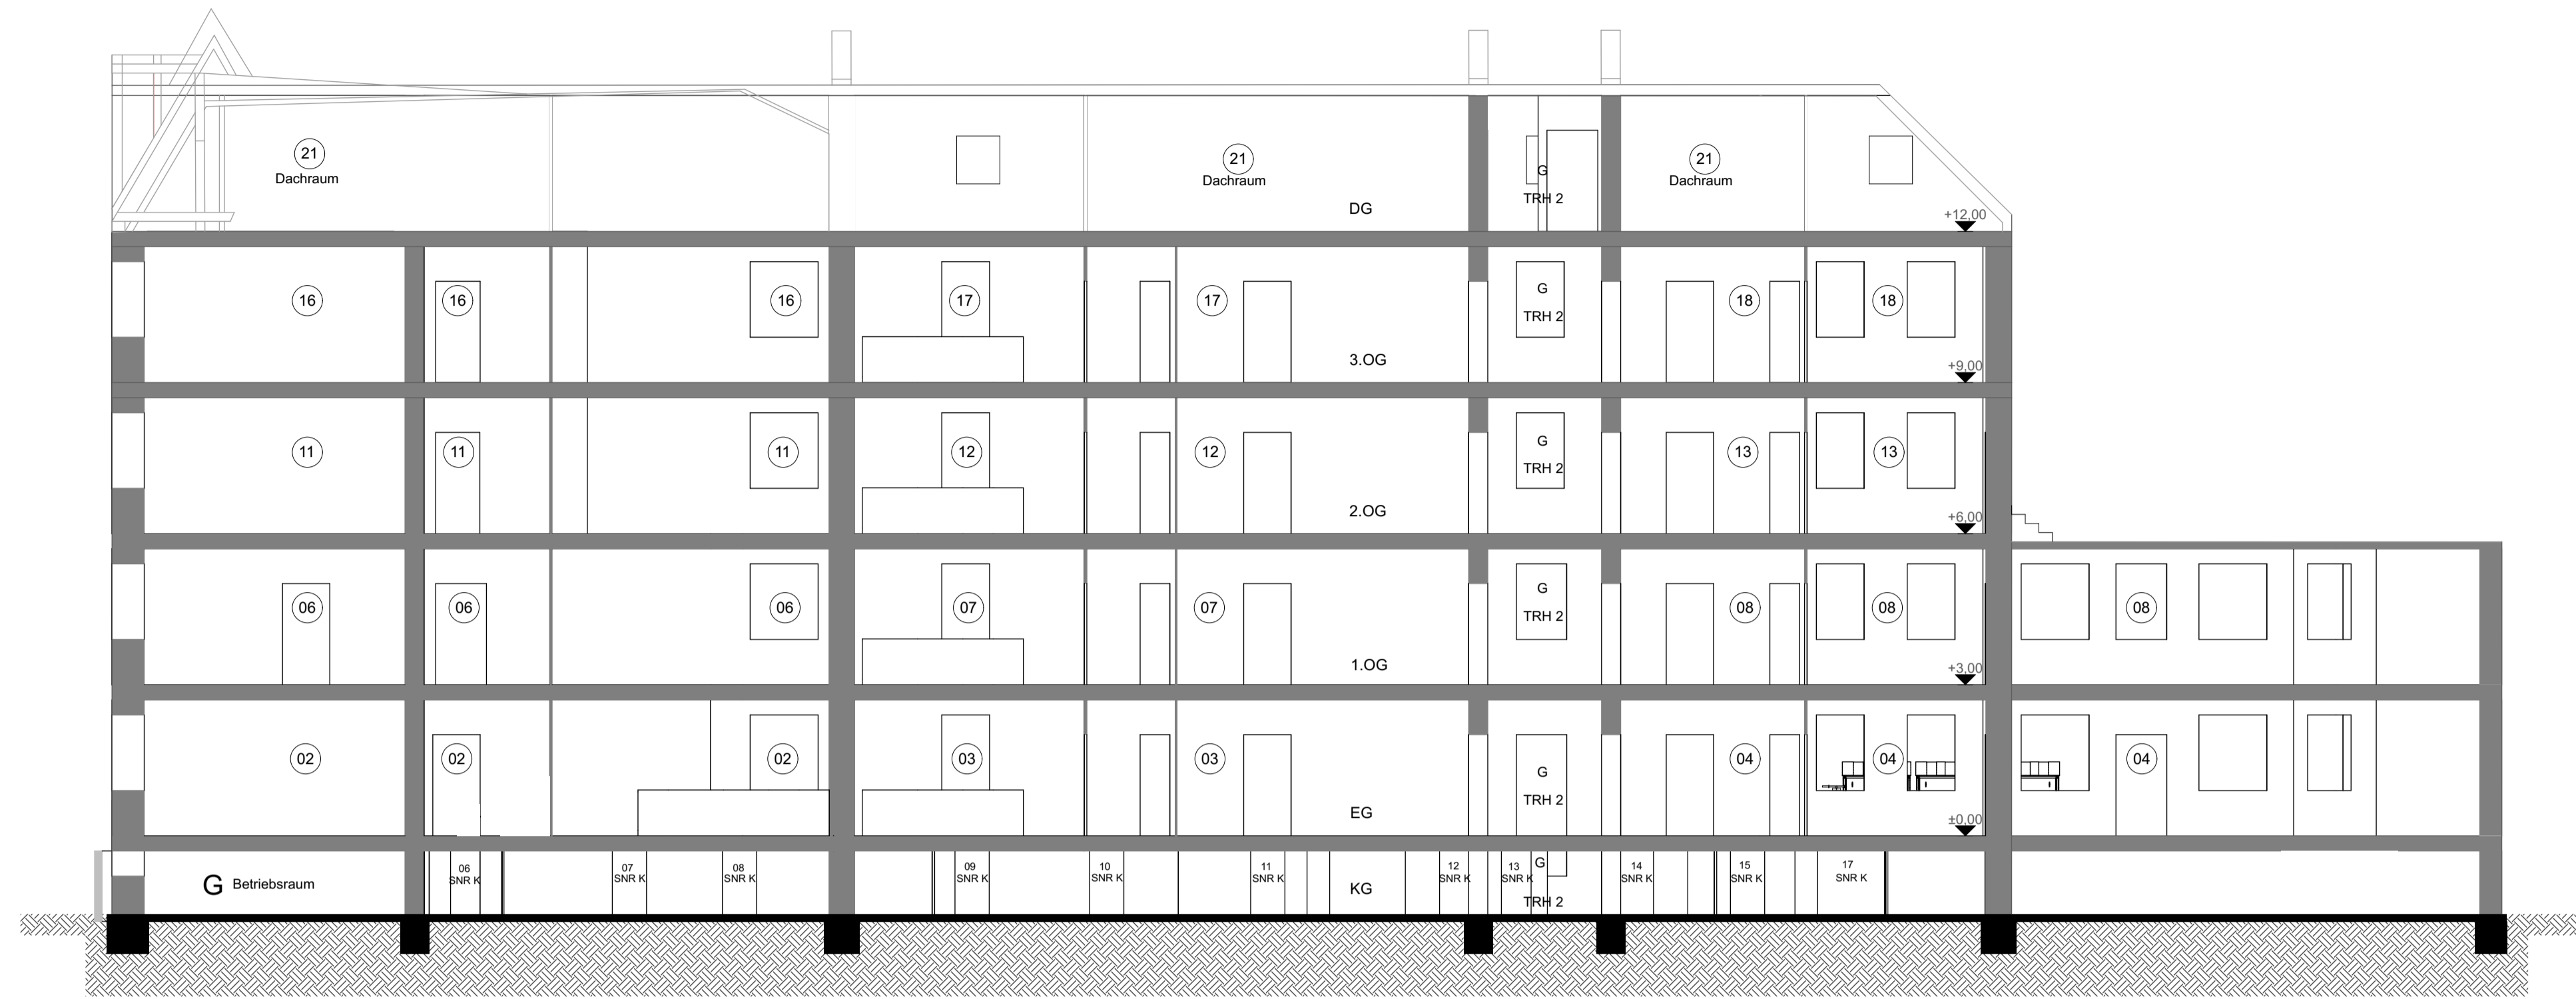 21
Dachraum
21
Dachraum
G
TRH 2
21
Dachraum
DG
+12,00
16
16
16
17
17
G
TRH 2
18
18
3.OG
+9,00
11
11
11
12
12
G
TRH 2
13
13
2.OG
+6,00
06
06
06
07
07
G
TRH 2
08
08
08
1.OG
+3,00
02
02
02
03
03
G
TRH 2
04
04
04
EG
±0,00
G Betriebsraum
06
SNR K
07
SNR K
08
SNR K
09
SNR K
10
SNR K
11
SNR K
KG
12
SNR K
13
SNR K
G
TRH 2
14
SNR K
15
SNR K
17
SNR K